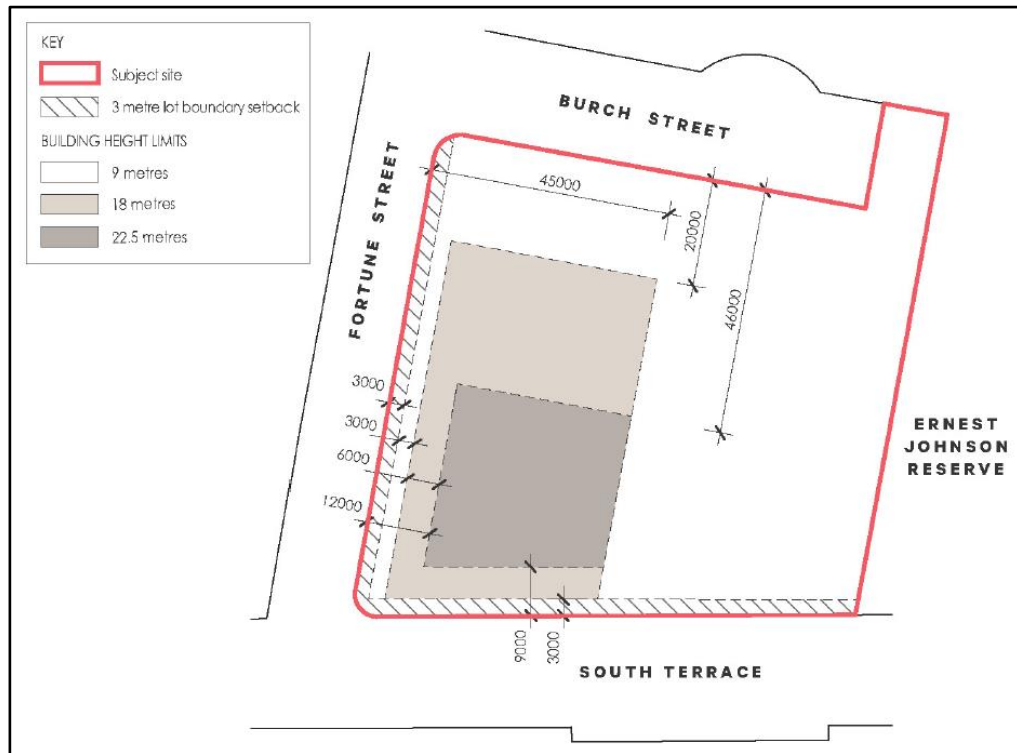 KEY
Subject site
3 metre lot boundary setback
BUILDING HEIGHT LIMITS
9 metres
18 metres
22.5 metres
BURCH STREET
FORTUNE STREET
45000
20000
46000
3000
3000
6000
12000
ERNEST
JOHNSON
RESERVE
9000
3000
SOUTH TERRACE